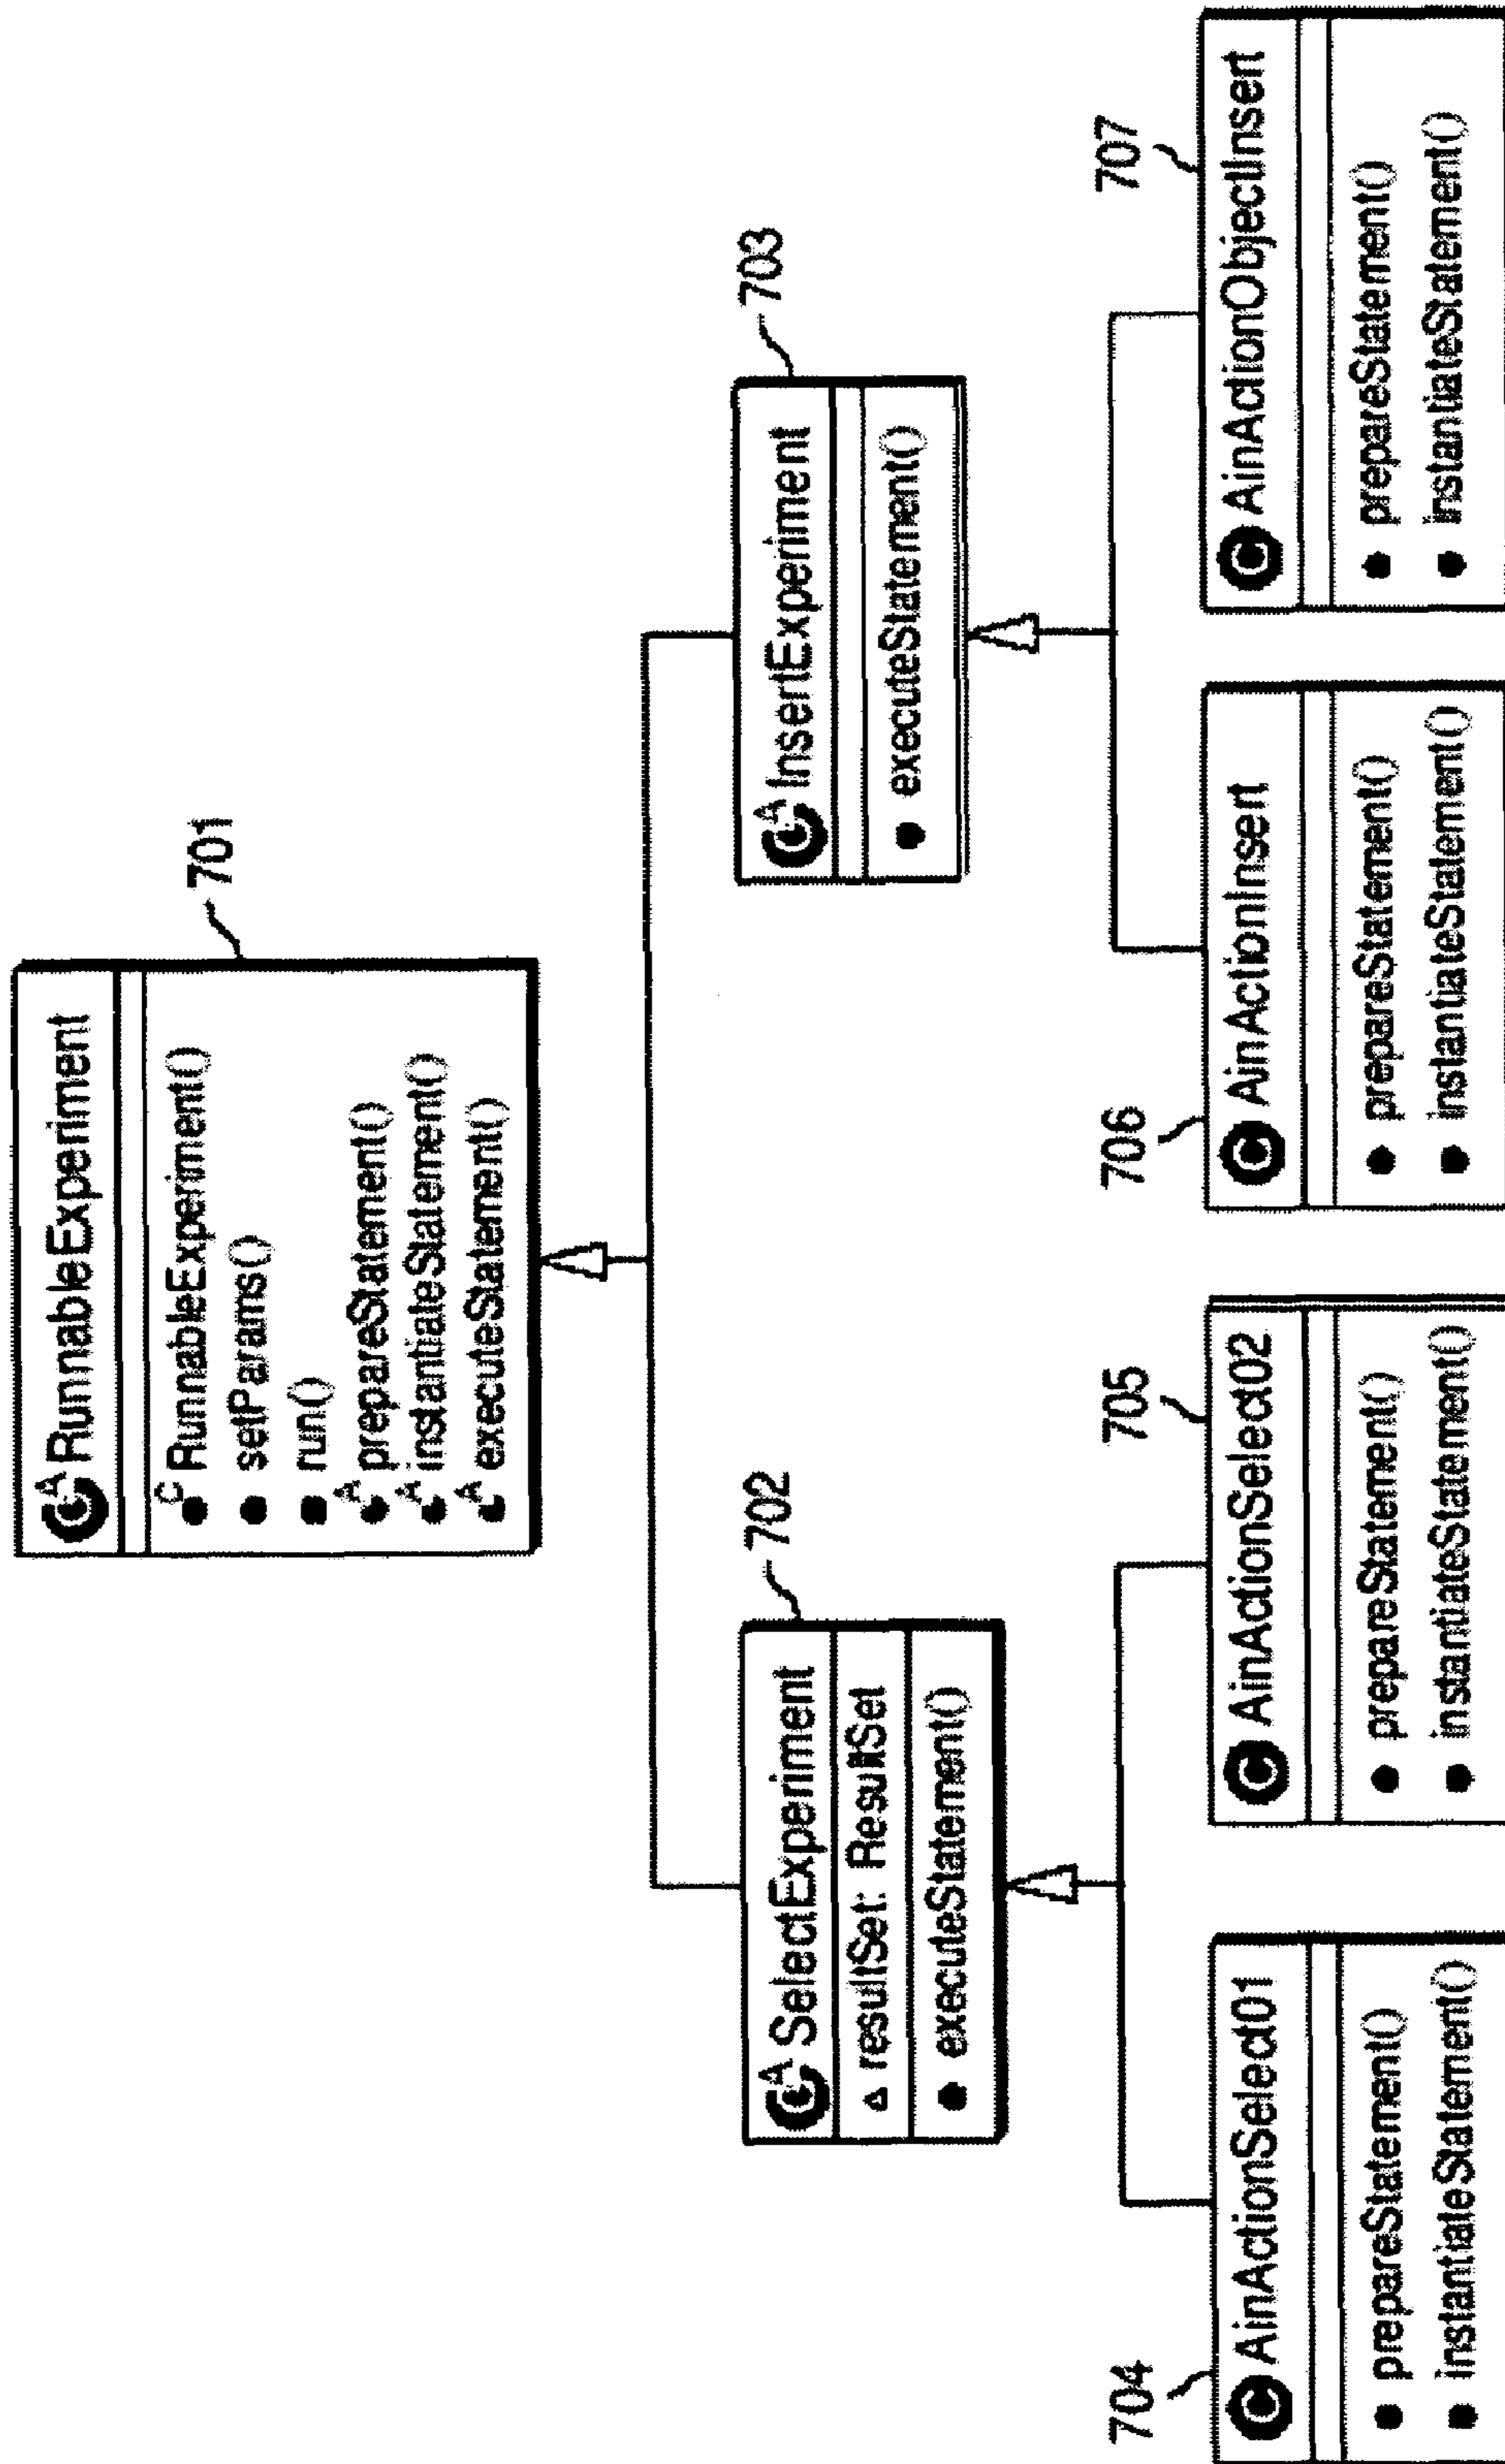 RunnableExperiment
RunnableExperiment()
setParams()
run()
prepareStatement()
instantiateStatement()
executeStatement()
701
SelectExperiment
resultSet: ResultSet
executeStatement()
702
InsertExperiment
executeStatement()
703
704
AinActionSelect01
prepareStatement()
instantiateStatement()
705
AinActionSelect02
prepareStatement()
instantiateStatement()
706
AinActionInsert
prepareStatement()
instantiateStatement()
707
AinActionObjectInsert
prepareStatement()
instantiateStatement()